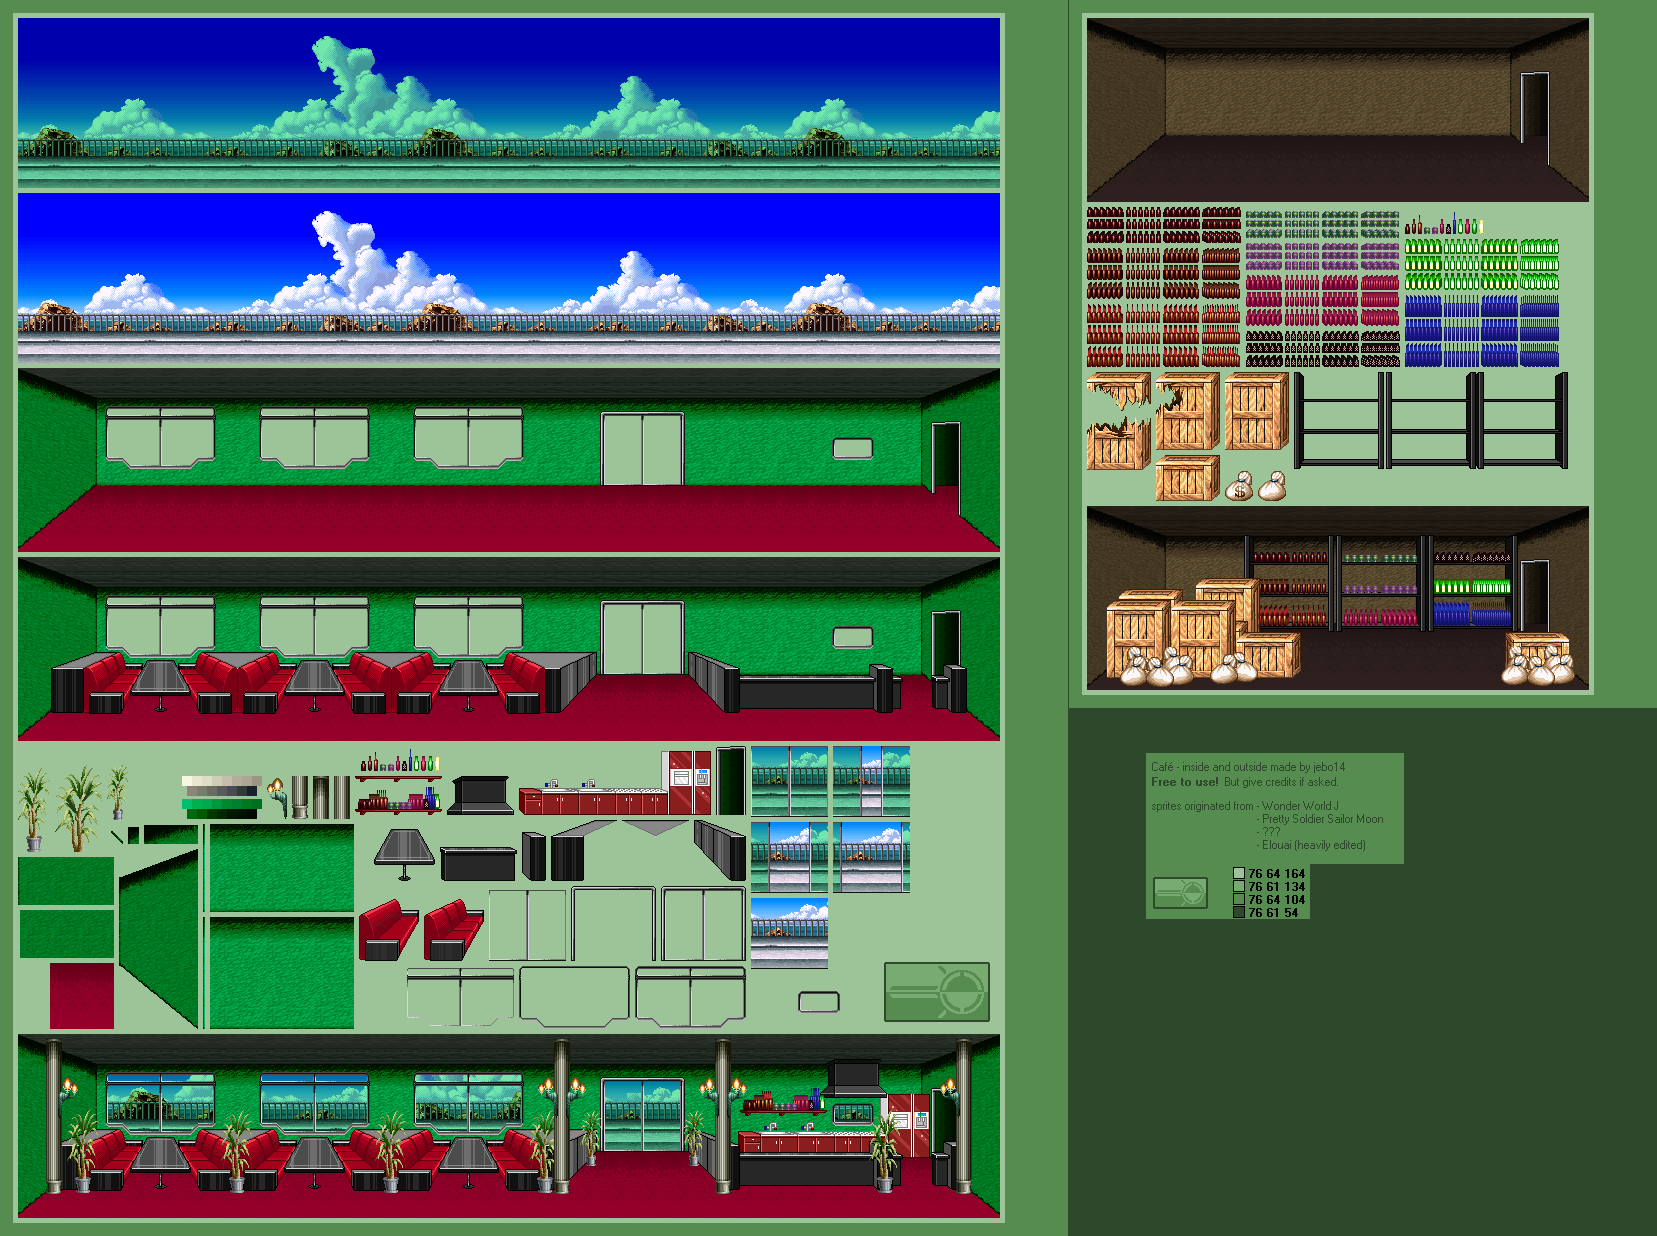 $
Café - inside and outside made by jebo14
Free to use! But give credits if asked.
sprites originated from - Wonder World J
- Pretty Soldier Sailor Moon
- ???
- Elouai (heavily edited)
76 64 164
76 61 134
76 64 104
76 61 54